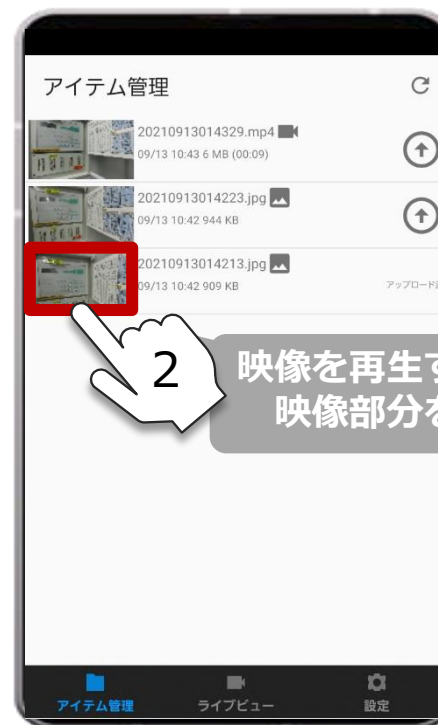 アイテム管理
20210913014329.mp4
09/13 10:43 6 MB (00:09)
20210913014223.jpg
09/13 10:42 944 KB
20210913014213.jpg
09/13 10:42 909 KB
アップロード
2
映像を再生す
映像部分を
アイテム管理
ライブビュー
設定